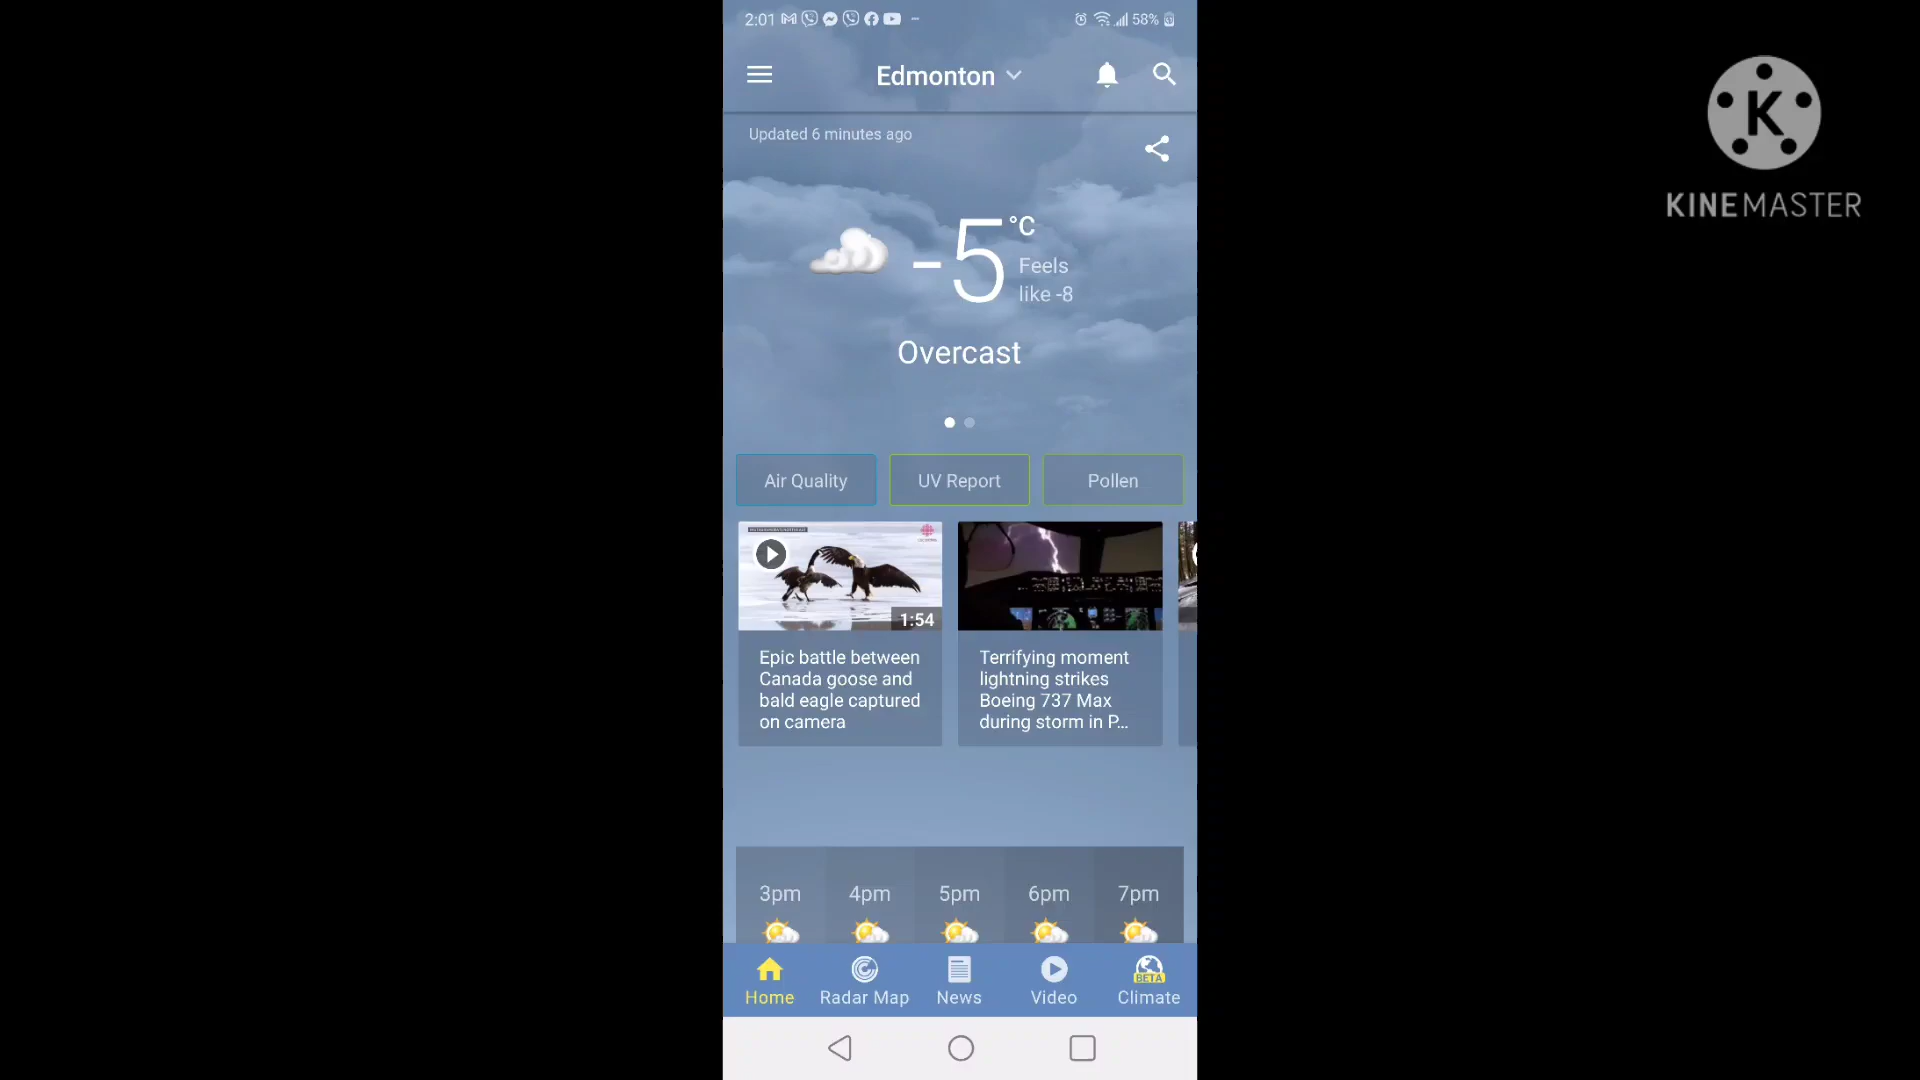 2:01
58%
Edmonton
Updated 6 minutes ago
-5 °C
Feels
like -8
Overcast
Air Quality
UV Report
Pollen
1:54
Epic battle between
Canada goose and
bald eagle captured
on camera
Terrifying moment
lightning strikes
Boeing 737 Max
during storm in P...
3pm
4pm
5pm
6pm
7pm
BETA
Home
Radar Map
News
Video
Climate
K
KINEMASTER